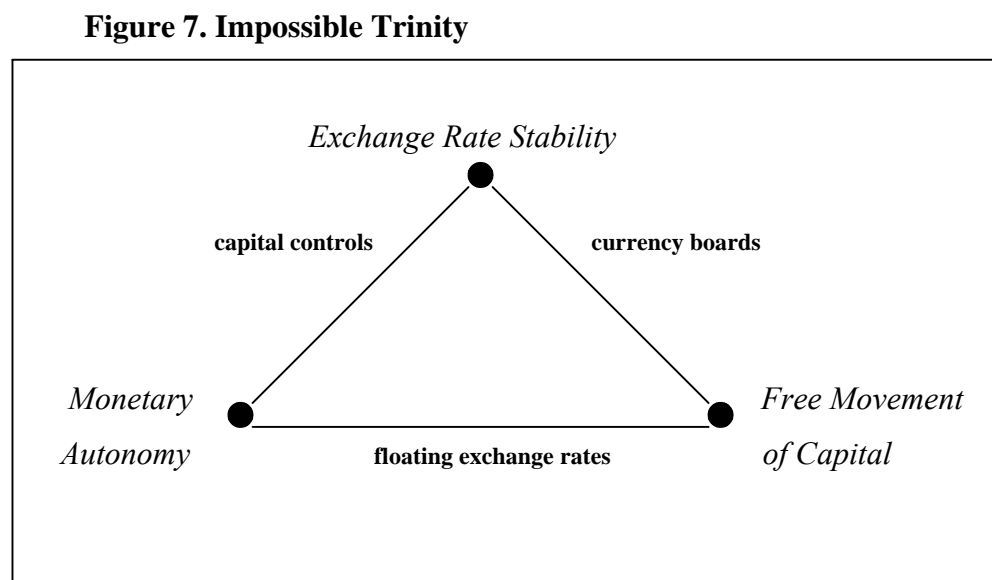 Figure 7. Impossible Trinity
Exchange Rate Stability
capital controls
currency boards
Monetary
Autonomy
Free Movement
of Capital
floating exchange rates